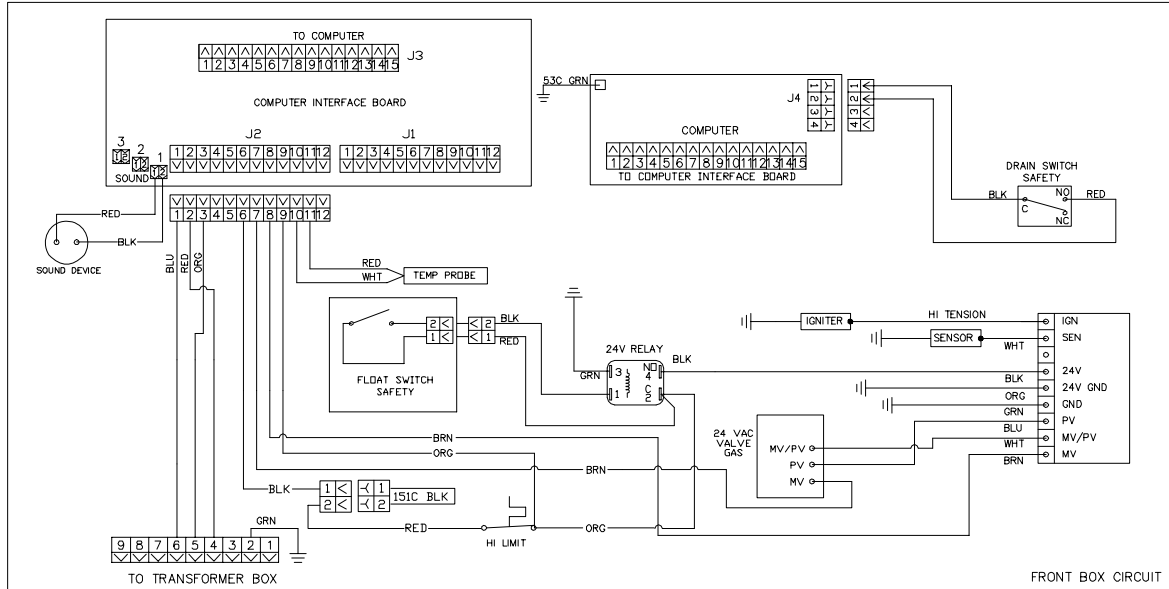 TO COMPUTER
J3
1 2 3 4 5 6 7 8 9 10 11 12 13 14 15
COMPUTER INTERFACE BOARD
J2
J1
1 2 3 4 5 6 7 8 9 10 11 12
1 2 3 4 5 6 7 8 9 10 11 12
3
2
1
1 2
1 2
1 2
SOUND
1 2 3 4 5 6 7 8 9 10 11 12
RED
BLK
SOUND DEVICE
BLU
RED
ORG
53C GRN
J4
1
2
3
4
1
2
3
4
COMPUTER
1 2 3 4 5 6 7 8 9 10 11 12 13 14 15
TO COMPUTER INTERFACE BOARD
DRAIN SWITCH
SAFETY
BLK
C
NO
NC
RED
RED
WHT
TEMP PROBE
2
1
2
1
BLK
RED
FLOAT SWITCH
SAFETY
24V RELAY
GRN
3
1
NO
4
C
2
BLK
IGNITER
HI TENSION
SENSOR
WHT
BLK
ORG
GRN
BLU
WHT
BRN
IGN
SEN
24V
24V GND
GND
PV
MV/PV
MV
24 VAC
VALVE
GAS
MV/PV
PV
MV
BRN
ORG
BRN
BLK
1
2
1
2
151C BLK
RED
HI LIMIT
ORG
GRN
9 8 7 6 5 4 3 2 1
TO TRANSFORMER BOX
FRONT BOX CIRCUIT